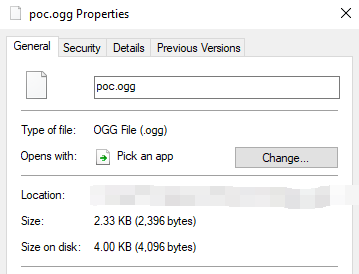 poc.ogg Properties
General Security Details Previous Versions
poc.ogg
Type of file: OGG File (.ogg)
Opens with: Pick an app Change...
Location:
Size: 2.33 KB (2,396 bytes)
Size on disk: 4.00 KB (4,096 bytes)